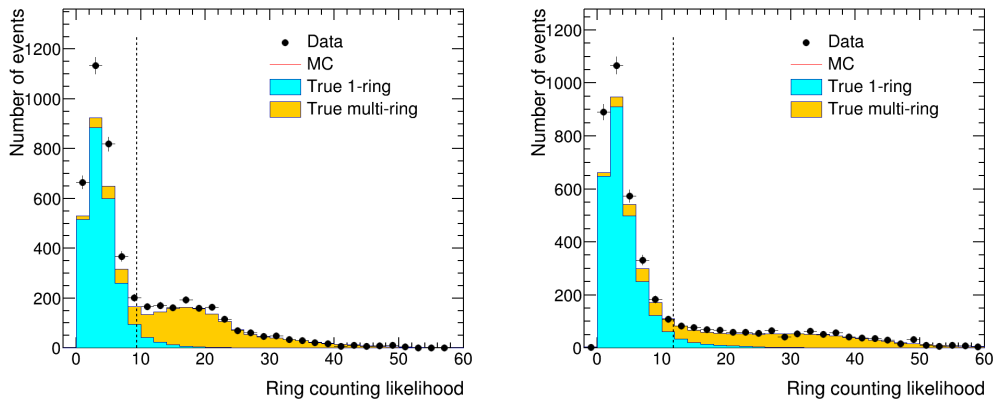 Number of events
1200
1000
800
600
400
200
0
0 10 20 30 40 50 60
Ring counting likelihood
Data
MC
True 1-ring
True multi-ring
Number of events
1200
1000
800
600
400
200
0
0 10 20 30 40 50 60
Ring counting likelihood
Data
MC
True 1-ring
True multi-ring